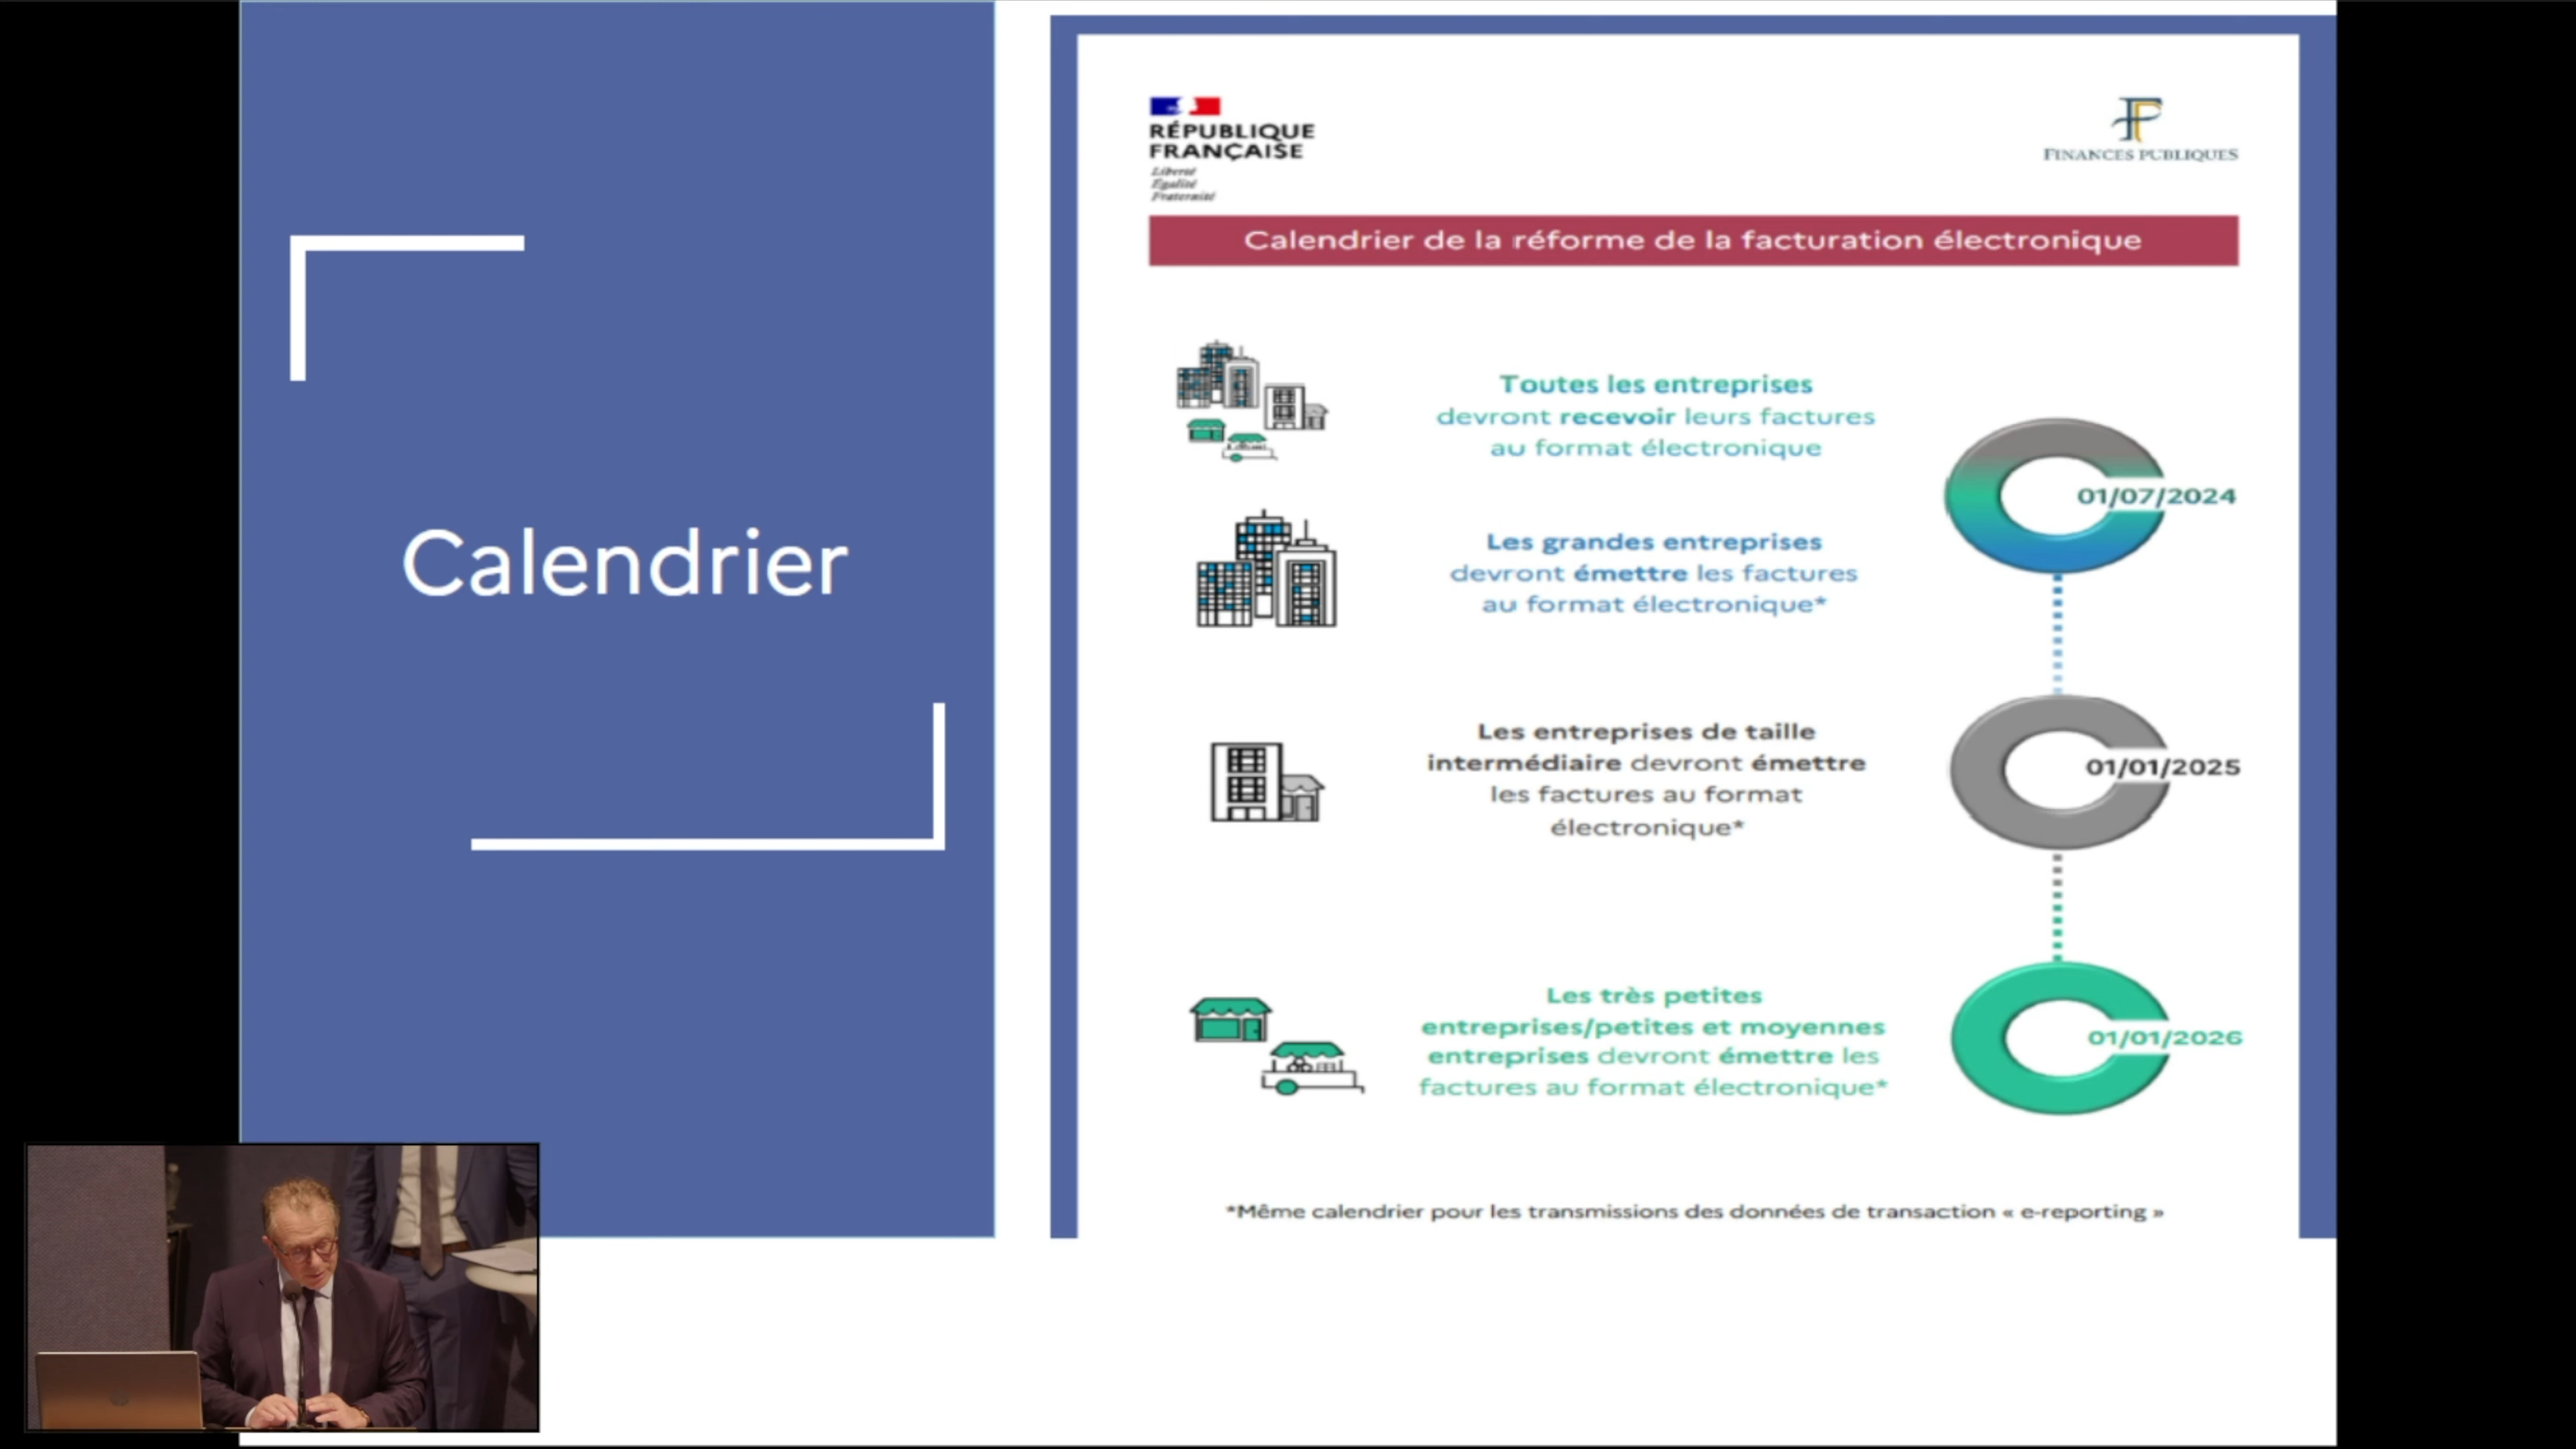 Calendrier
RÉPUBLIQUE
FRANÇAISE
Liberté
Égalité
Fraternité
FINANCES PUBLIQUES
Calendrier de la réforme de la facturation électronique
Toutes les entreprises
devront recevoir leurs factures
au format électronique
01/07/2024
Les grandes entreprises
devront émettre les factures
au format électronique*
Les entreprises de taille
intermédiaire devront émettre
les factures au format
électronique*
01/01/2025
Les très petites
entreprises/petites et moyennes
entreprises devront émettre les
factures au format électronique*
01/01/2026
*Même calendrier pour les transmissions des données de transaction « e-reporting »